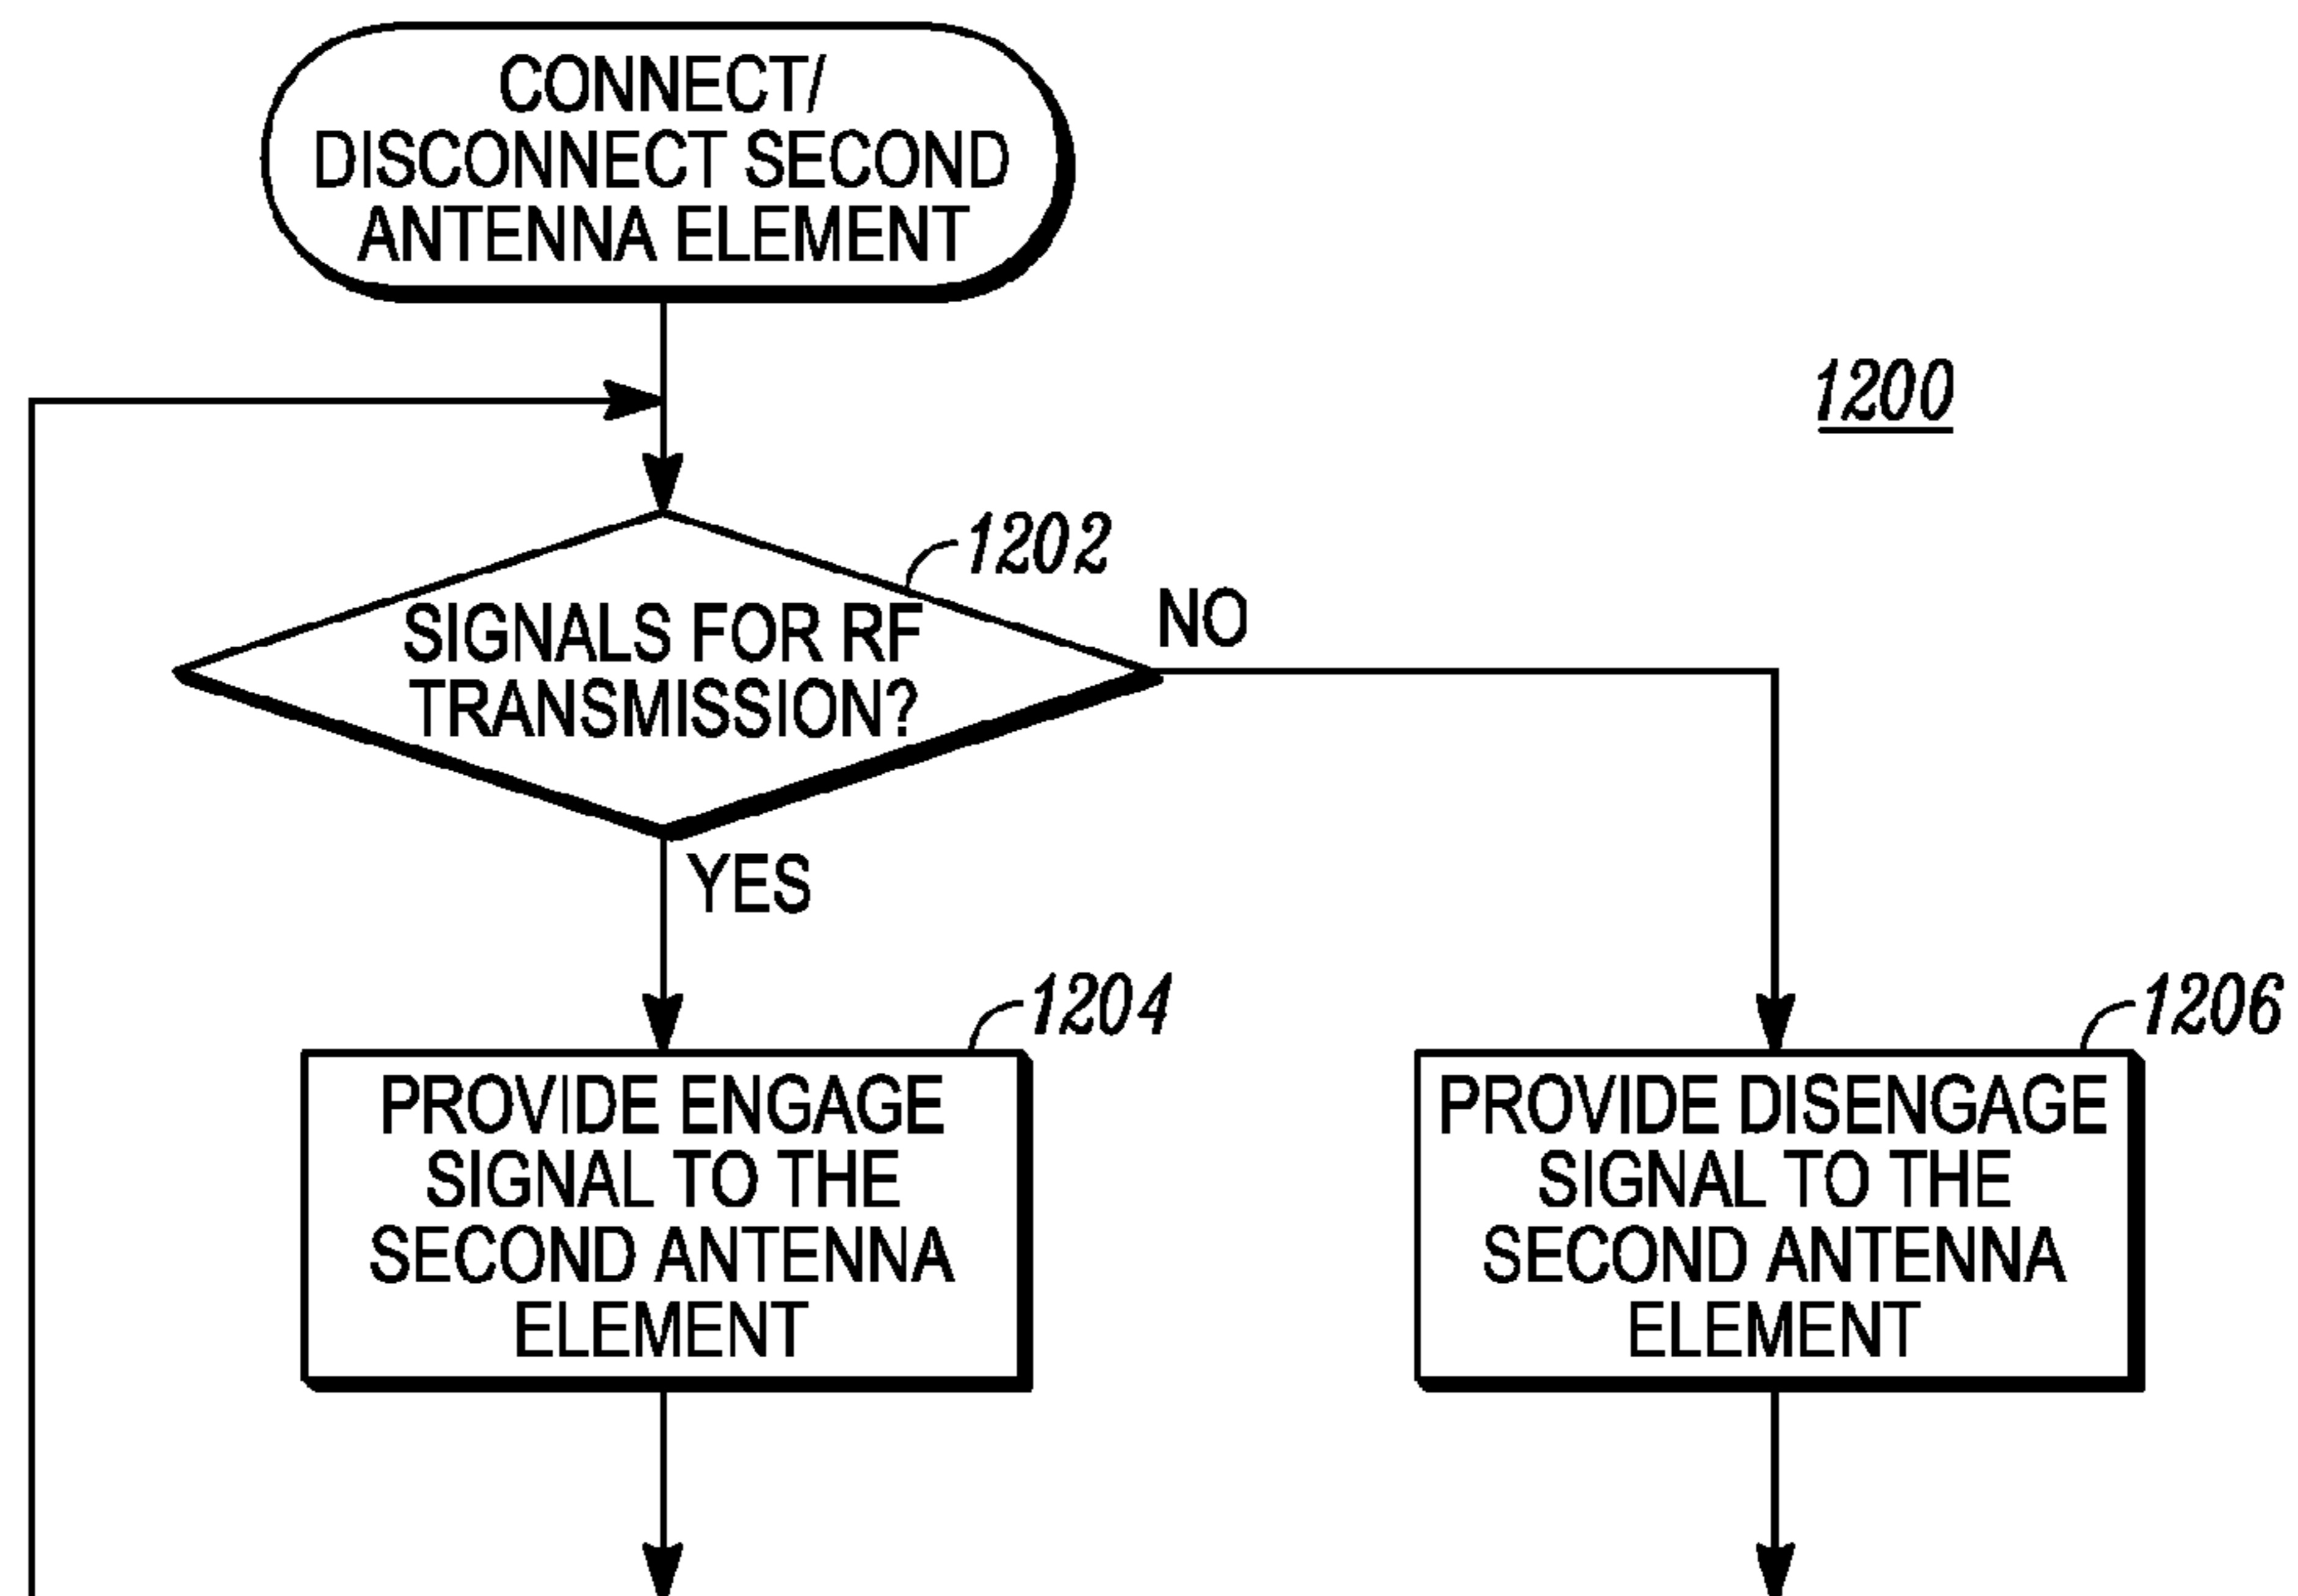 CONNECT/
DISCONNECT SECOND
ANTENNA ELEMENT
1200
1202
SIGNALS FOR RF
TRANSMISSION?
NO
YES
1204
PROVIDE ENGAGE
SIGNAL TO THE
SECOND ANTENNA
ELEMENT
1206
PROVIDE DISENGAGE
SIGNAL TO THE
SECOND ANTENNA
ELEMENT